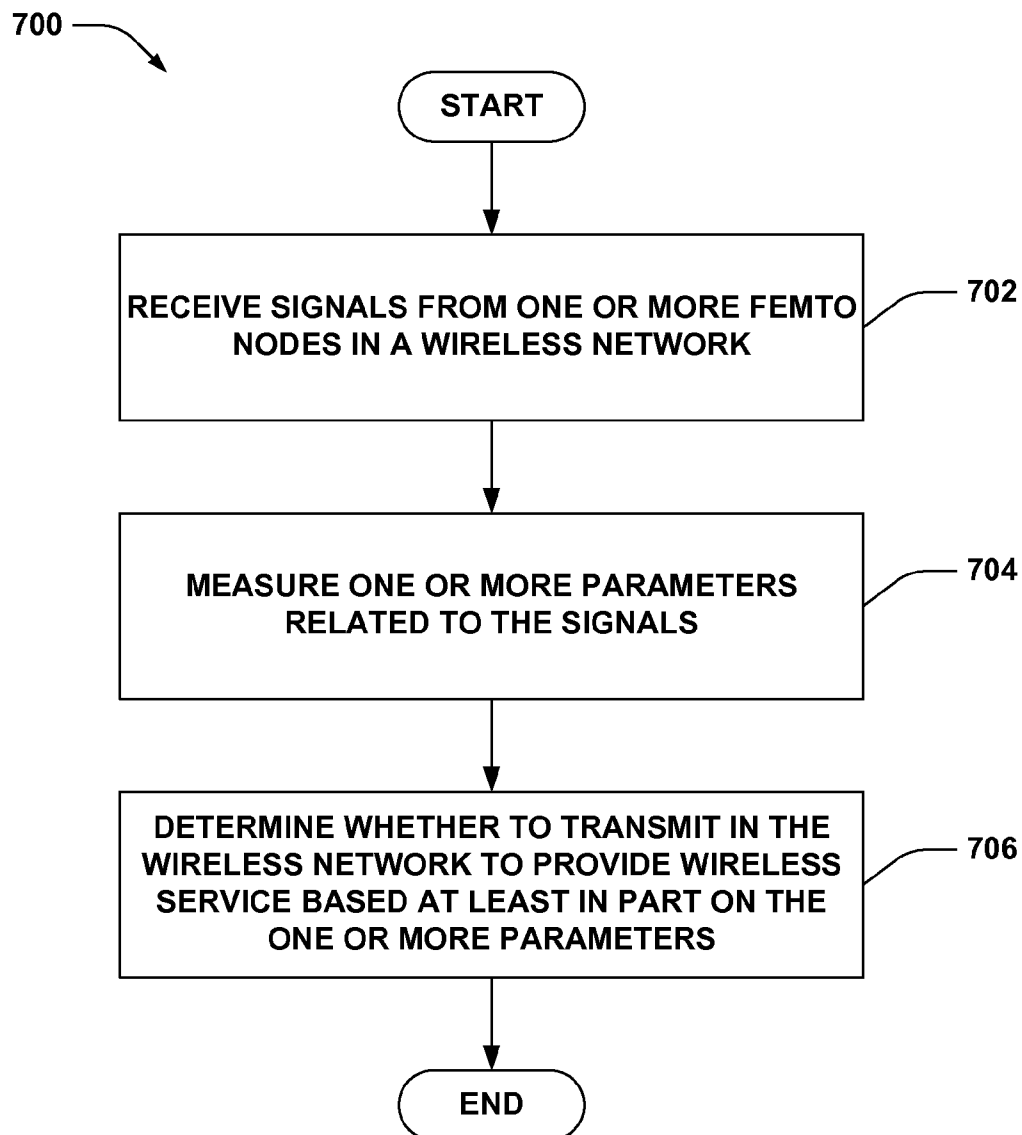 700
START
RECEIVE SIGNALS FROM ONE OR MORE FEMTO
NODES IN A WIRELESS NETWORK
702
MEASURE ONE OR MORE PARAMETERS
RELATED TO THE SIGNALS
704
DETERMINE WHETHER TO TRANSMIT IN THE
WIRELESS NETWORK TO PROVIDE WIRELESS
SERVICE BASED AT LEAST IN PART ON THE
ONE OR MORE PARAMETERS
706
END